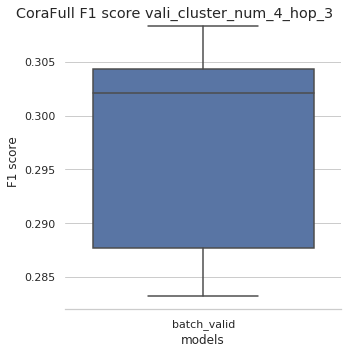 CoraFull F1 score vali_cluster_num_4_hop_3
0.305
0.300
0.295
0.290
0.285
F1 score
batch_valid
models